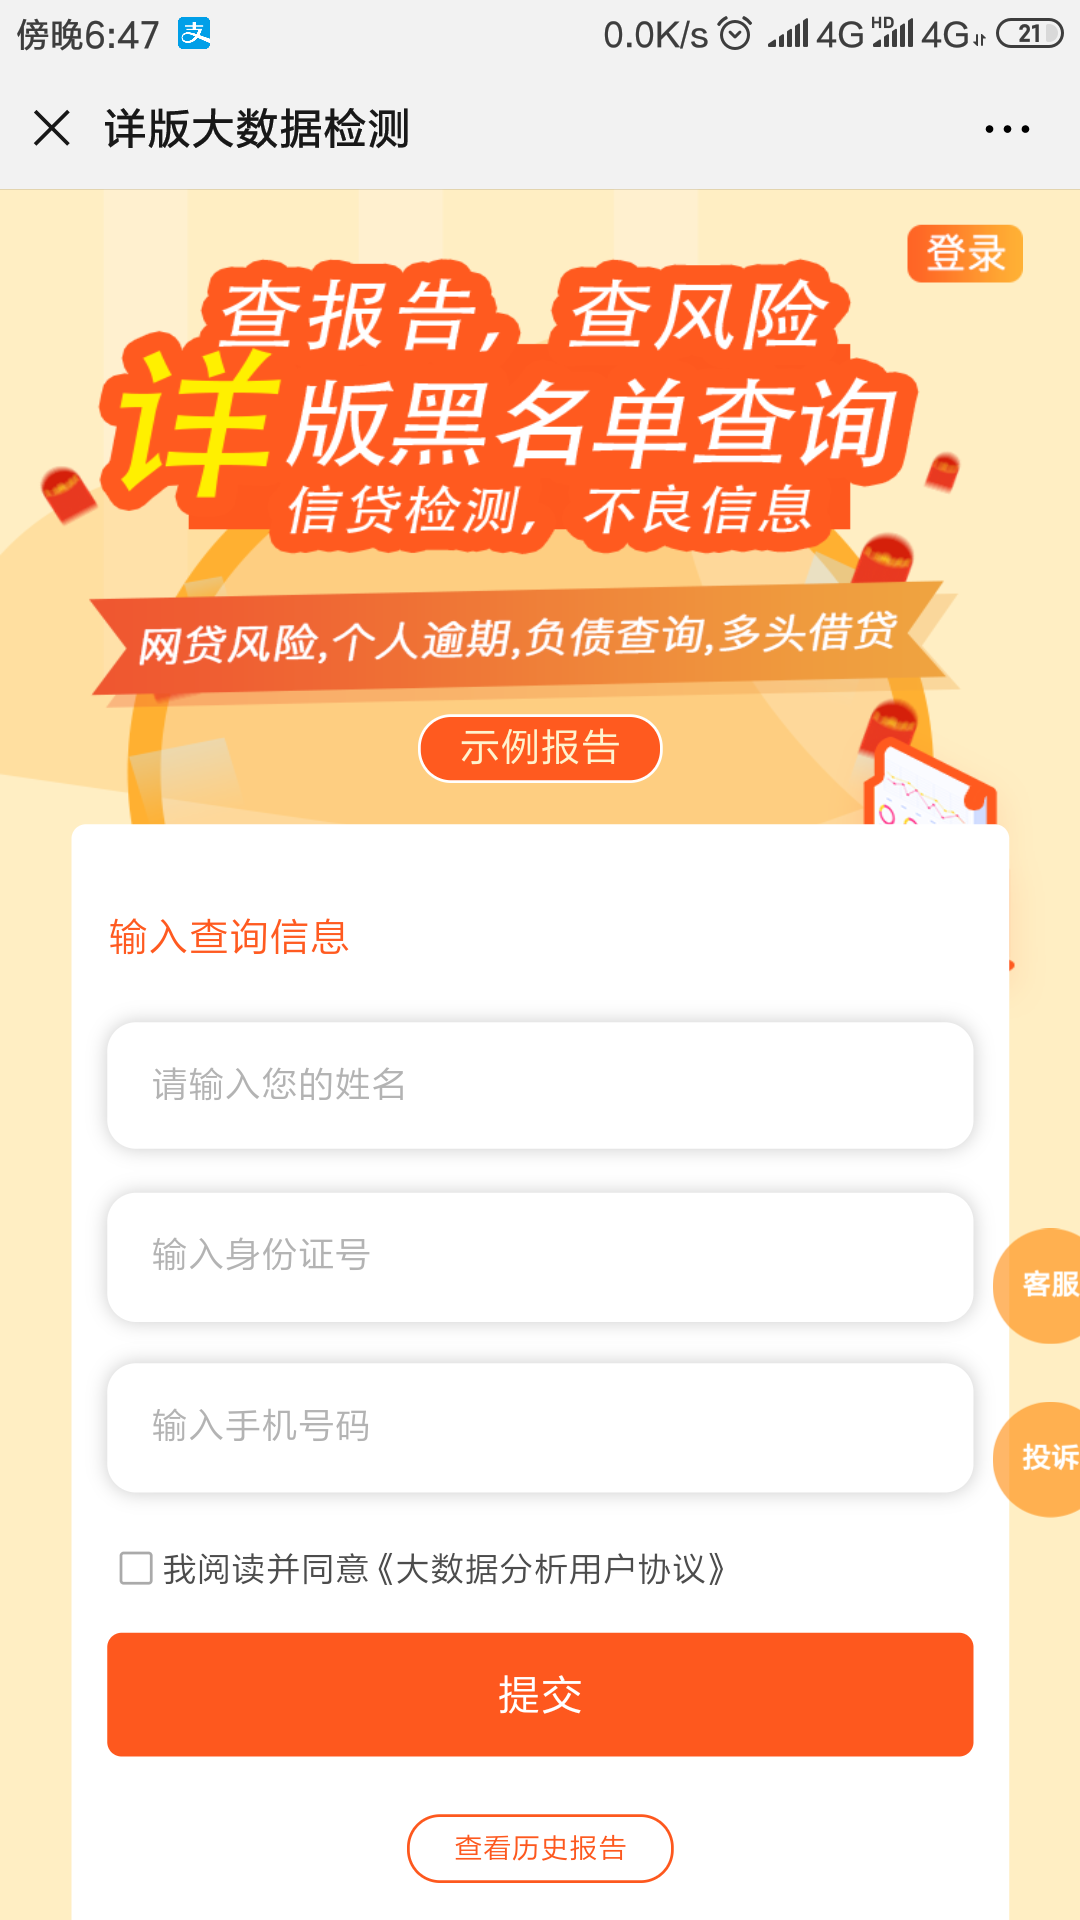 傍晚6:47 支 0.0K/s 4G HD 4G 21
详版大数据检测
登录
查报告，查风险
详版黑名单查询
信贷检测，不良信息
网贷风险,个人逾期,负债查询,多头借贷
示例报告
输入查询信息
请输入您的姓名
输入身份证号
客服
输入手机号码
投诉
我阅读并同意《大数据分析用户协议》
提交
查看历史报告